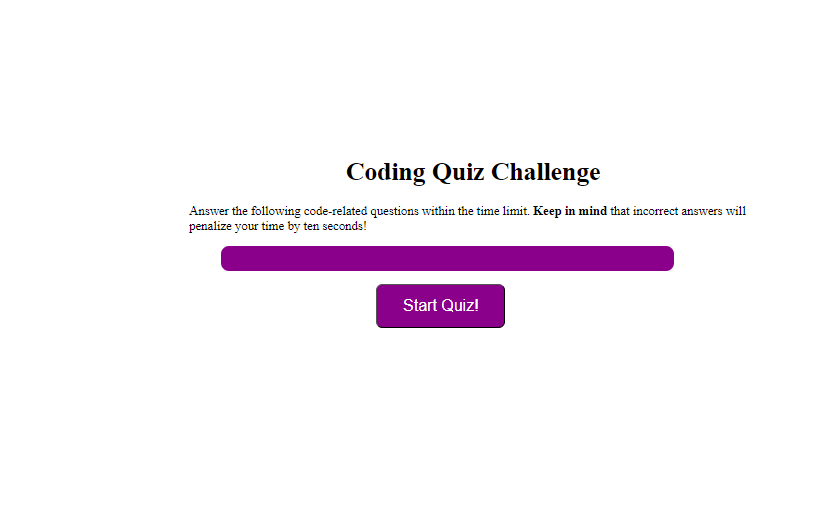 Coding Quiz Challenge
Answer the following code-related questions within the time limit. Keep in mind that incorrect answers will
penalize your time by ten seconds!
Start Quiz!